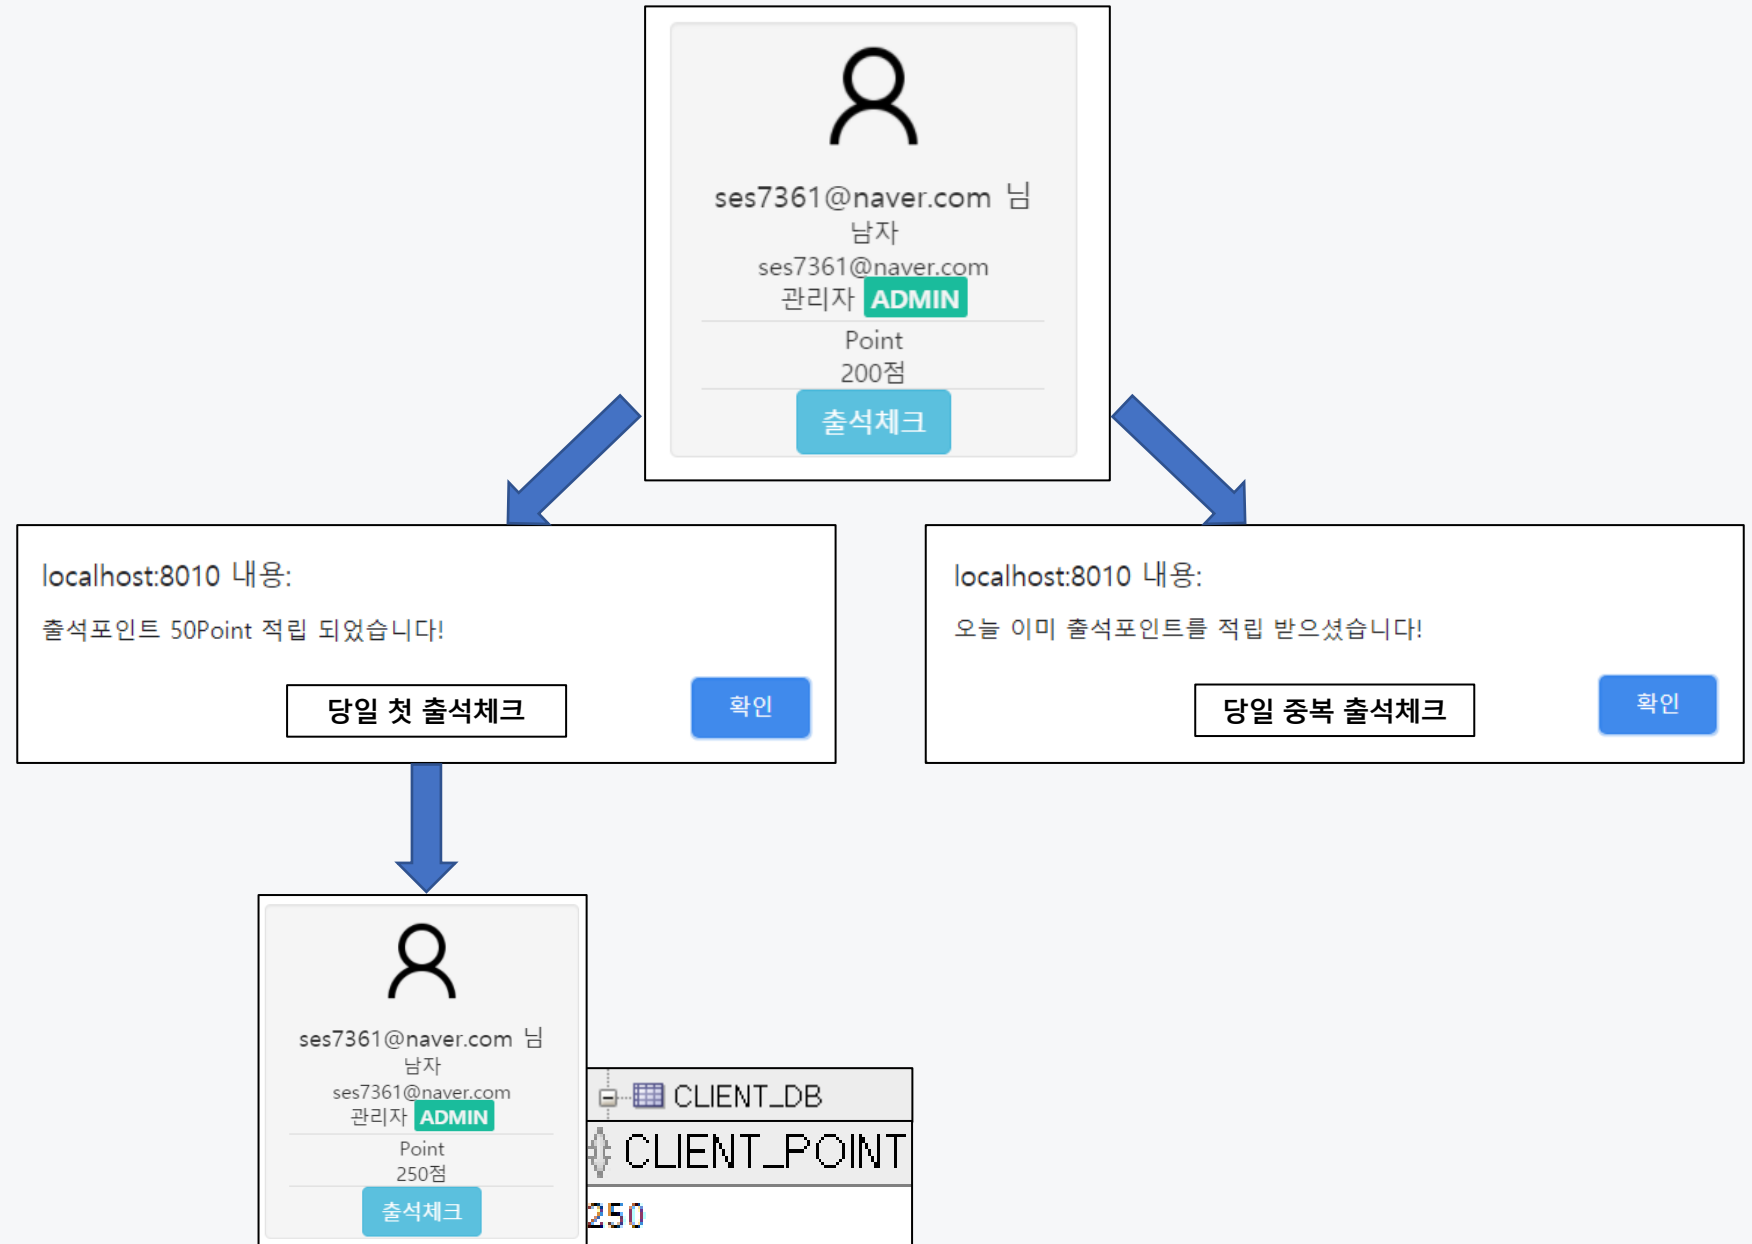 ses7361@naver.com 님
남자
ses7361@naver.com
관리자 ADMIN
Point
200점
출석체크
localhost:8010 내용:
출석포인트 50Point 적립 되었습니다!
당일 첫 출석체크
확인
localhost:8010 내용:
오늘 이미 출석포인트를 적립 받으셨습니다!
당일 중복 출석체크
확인
ses7361@naver.com 님
남자
ses7361@naver.com
관리자 ADMIN
Point
250점
출석체크
CLIENT_DB
CLIENT_POINT
250